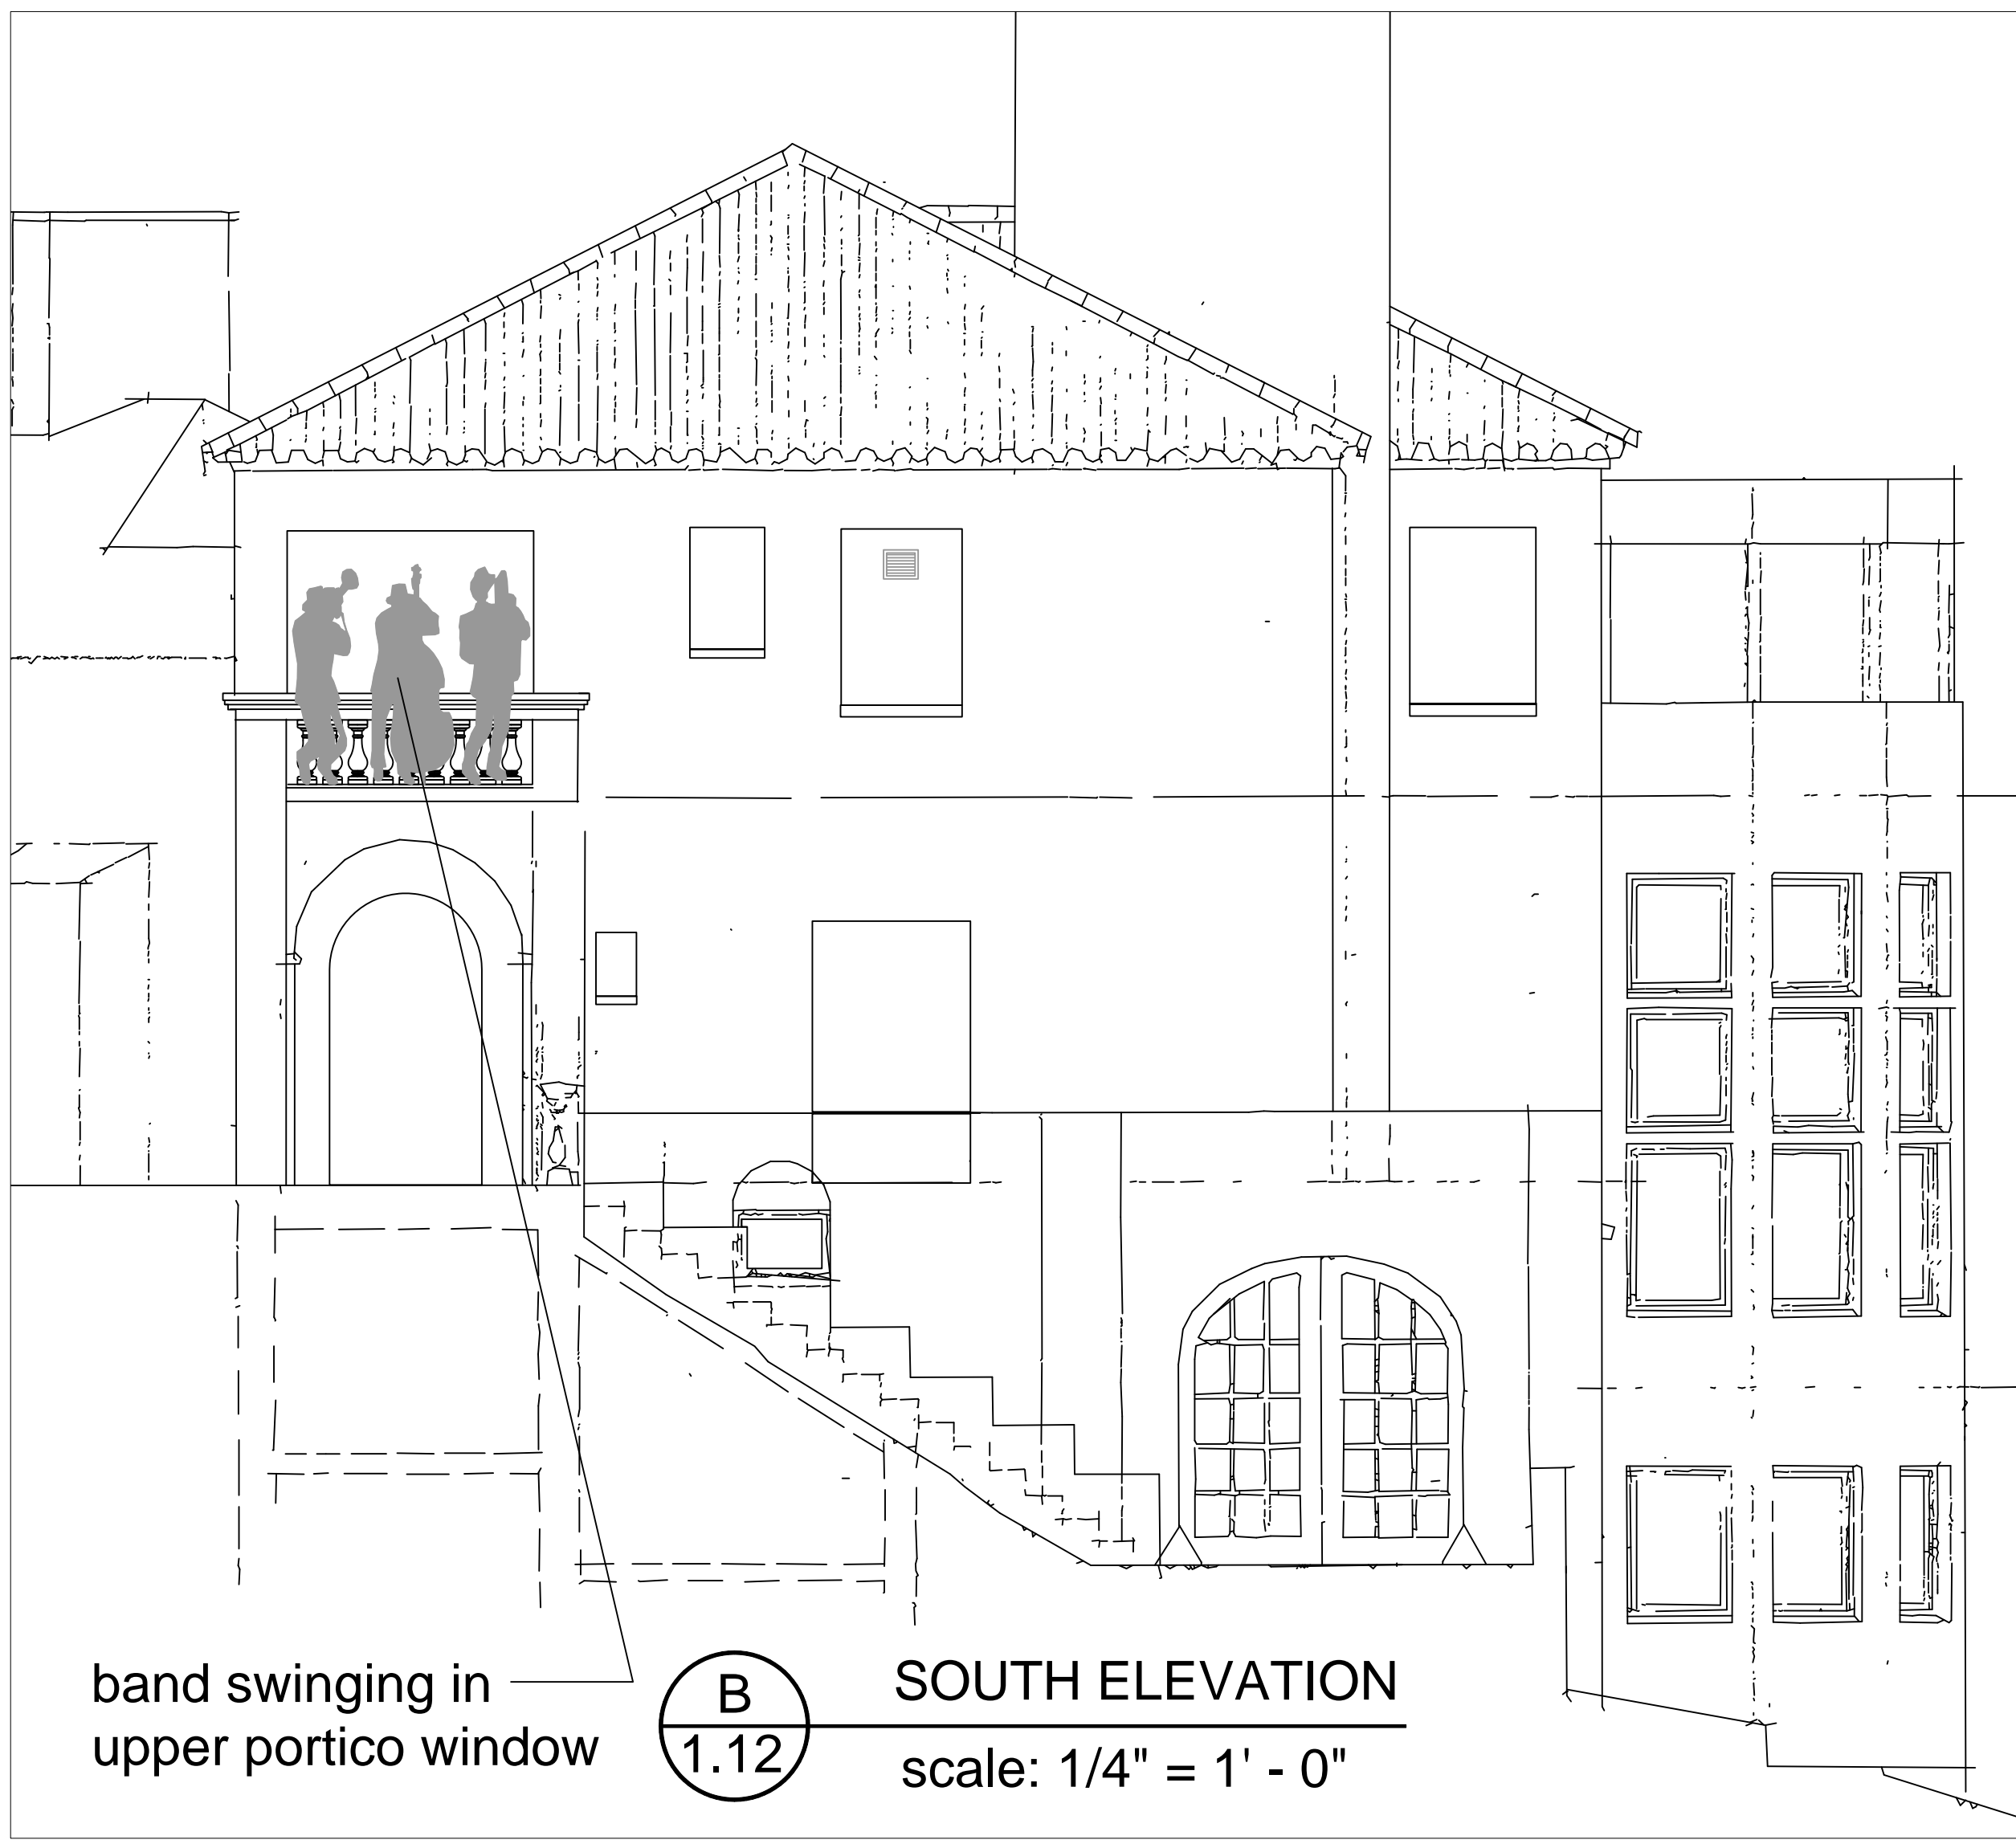 band swinging in
upper portico window
B
1.12
SOUTH ELEVATION
scale: 1/4" = 1' - 0"